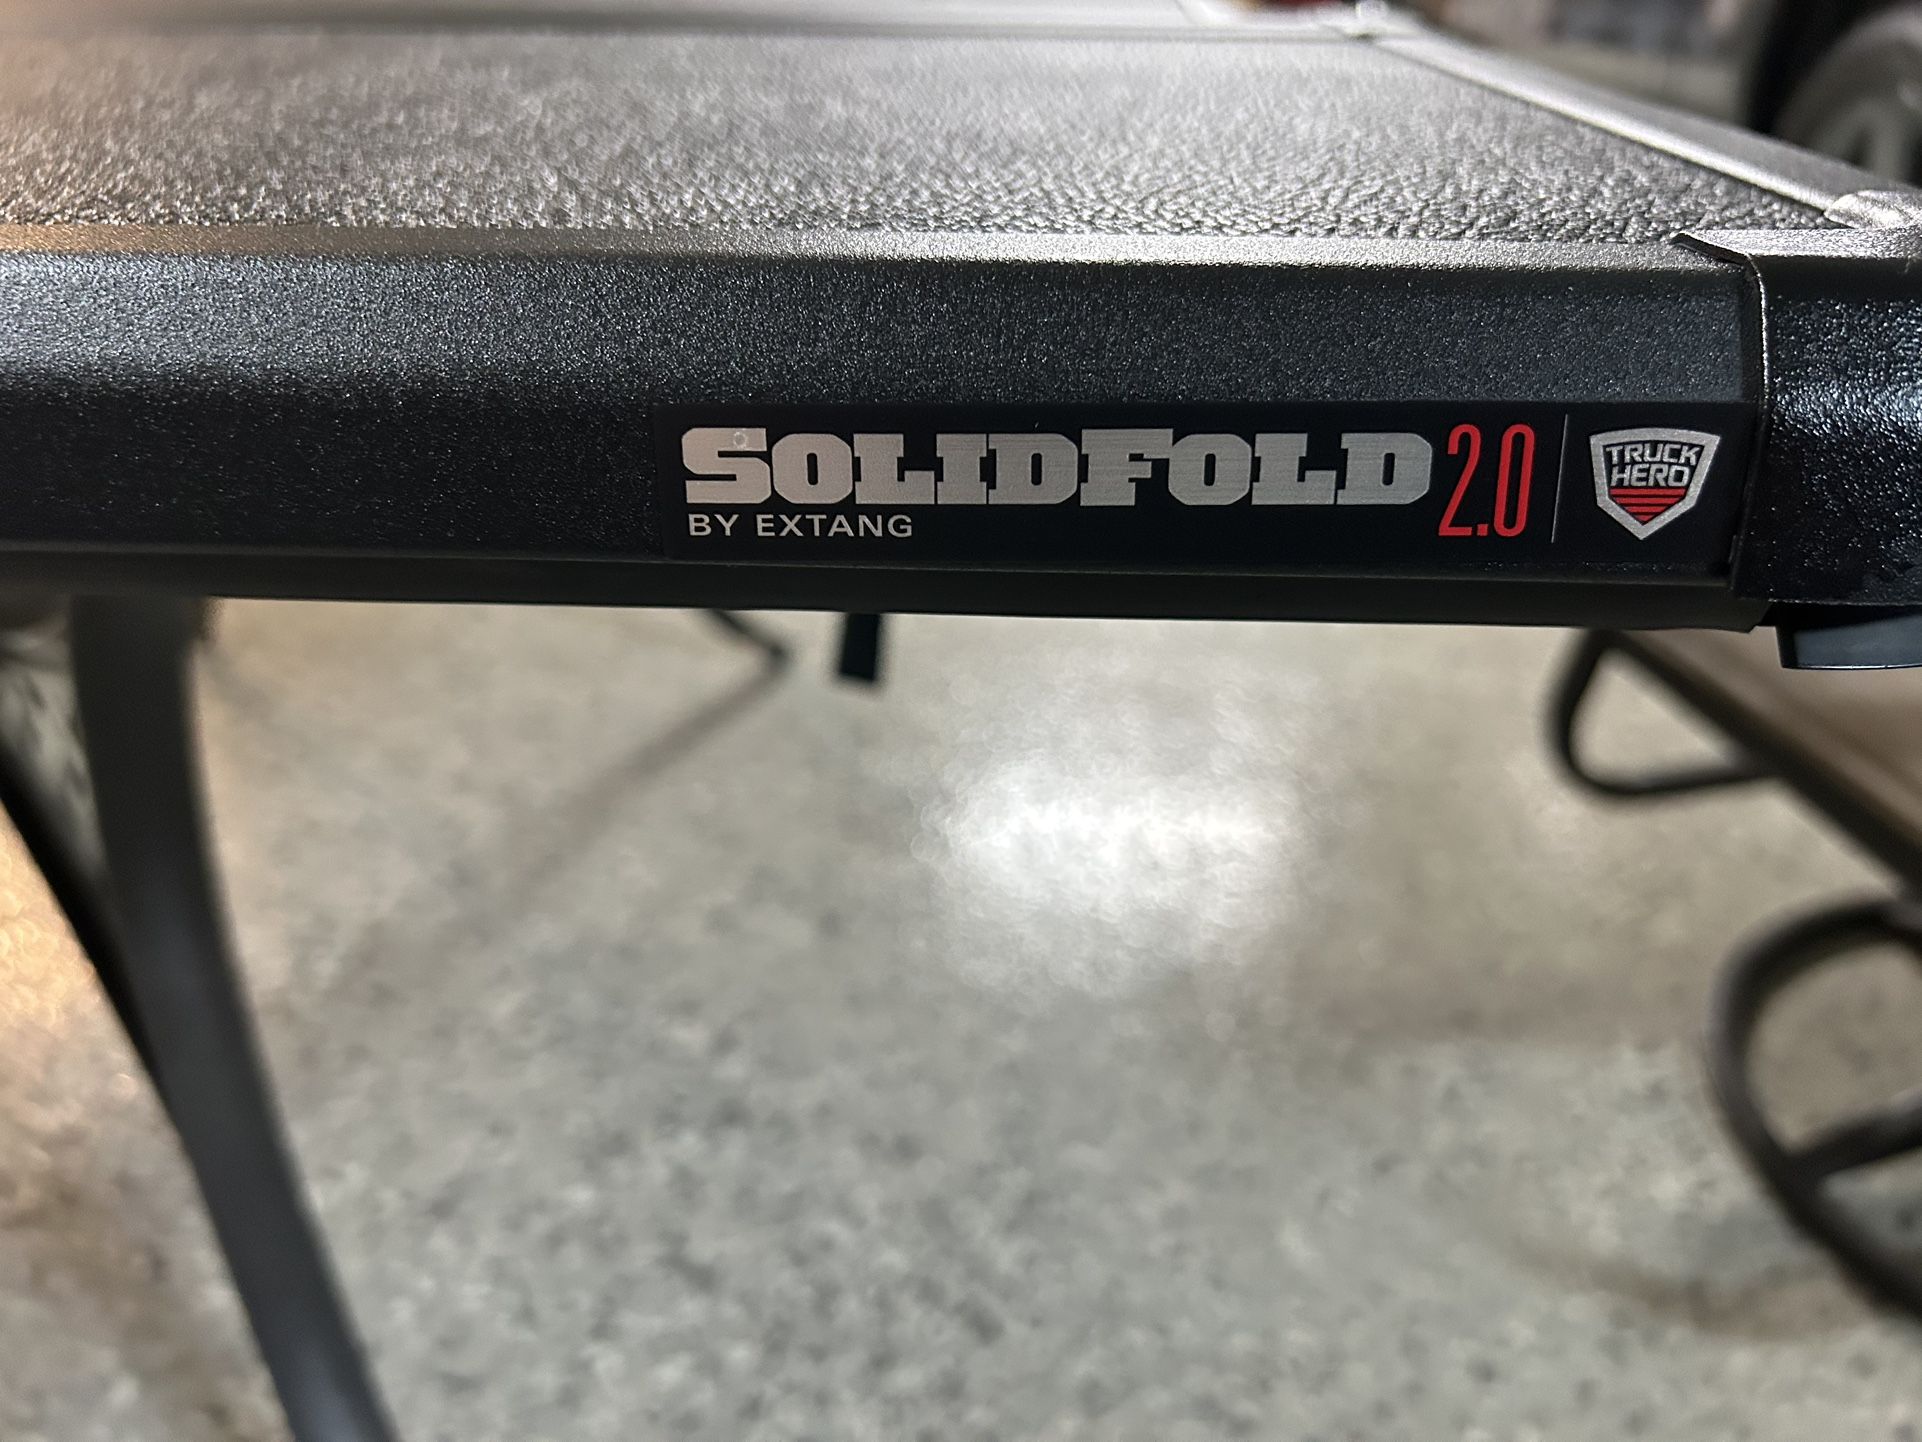 SOLIDFOLD 2.0
BY EXTANG
TRUCK
HERO